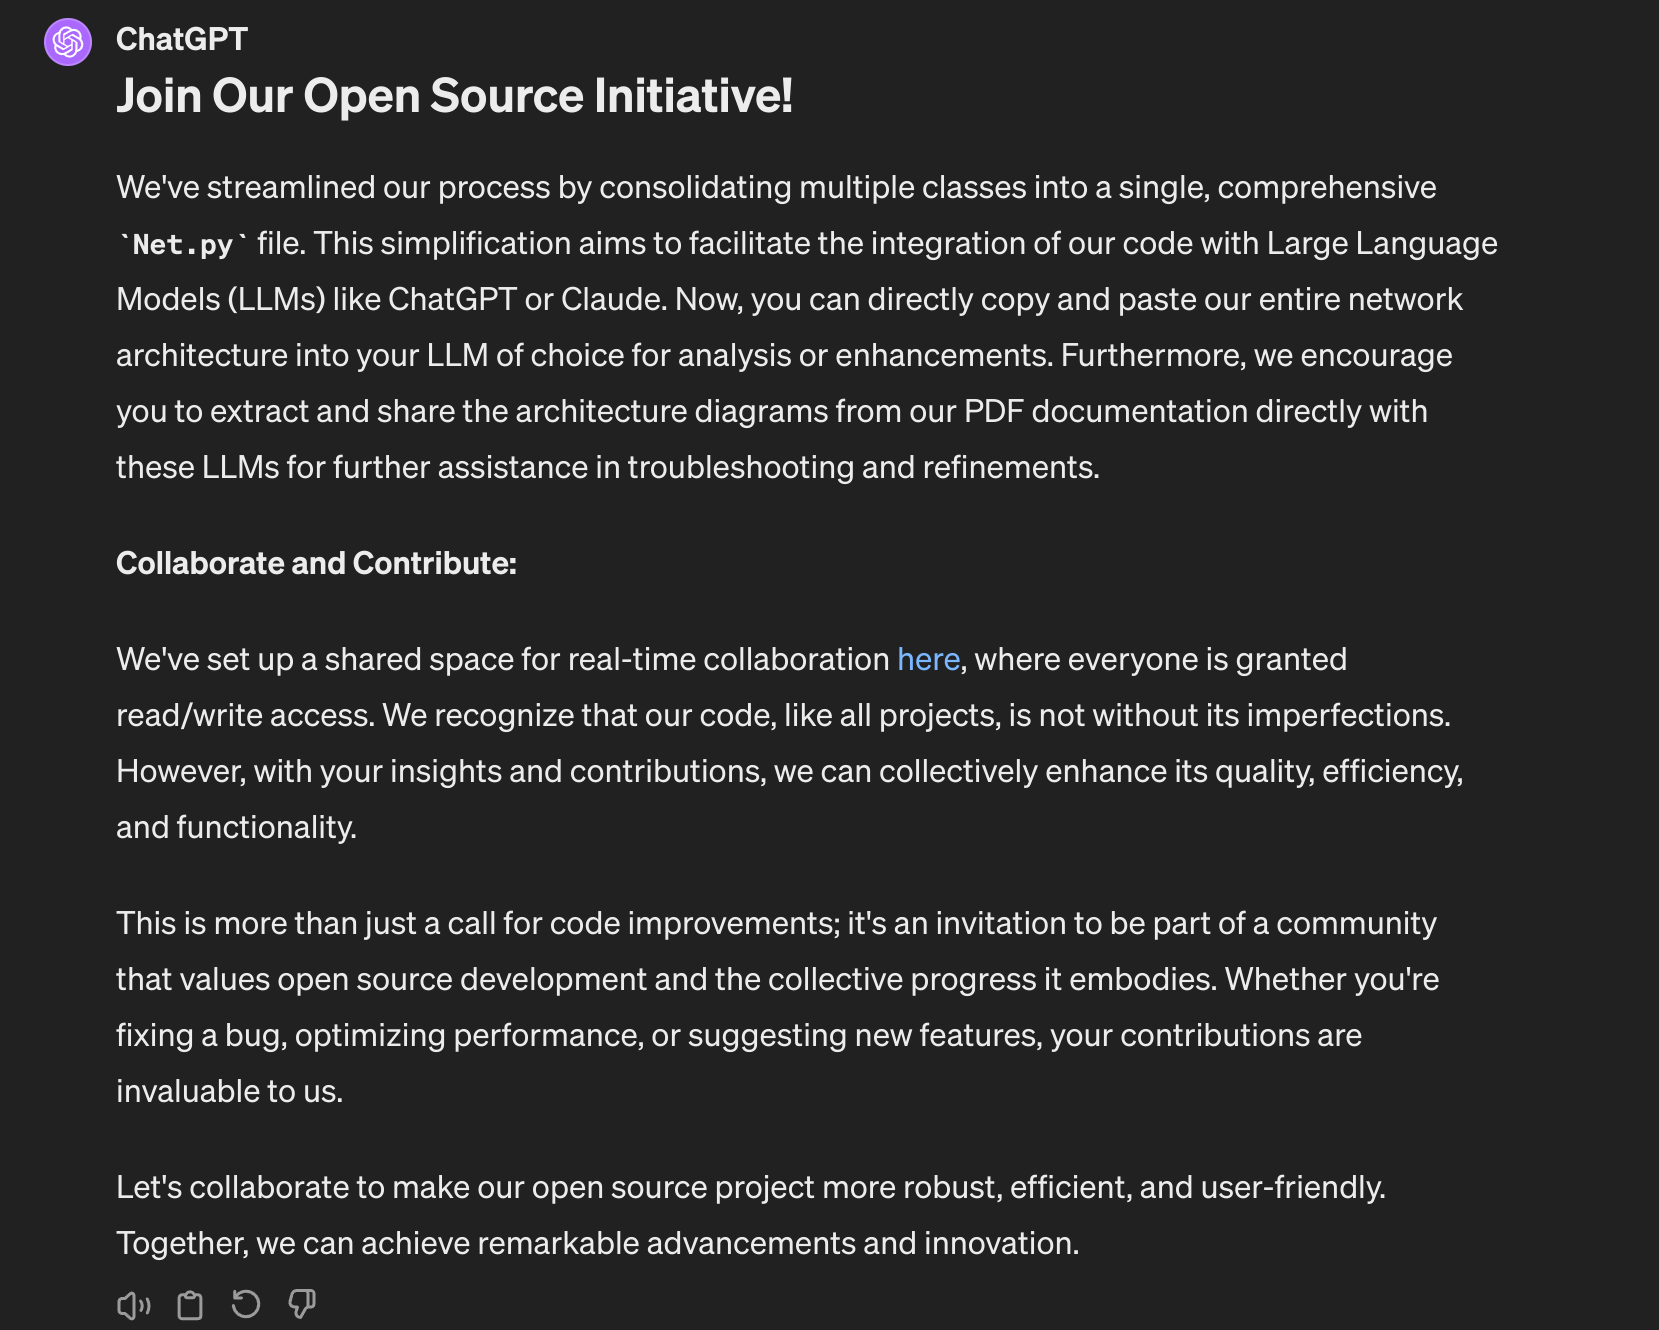 ChatGPT
Join Our Open Source Initiative!
We've streamlined our process by consolidating multiple classes into a single, comprehensive
`Net.py` file. This simplification aims to facilitate the integration of our code with Large Language
Models (LLMs) like ChatGPT or Claude. Now, you can directly copy and paste our entire network
architecture into your LLM of choice for analysis or enhancements. Furthermore, we encourage
you to extract and share the architecture diagrams from our PDF documentation directly with
these LLMs for further assistance in troubleshooting and refinements.
Collaborate and Contribute:
We've set up a shared space for real-time collaboration here, where everyone is granted
read/write access. We recognize that our code, like all projects, is not without its imperfections.
However, with your insights and contributions, we can collectively enhance its quality, efficiency,
and functionality.
This is more than just a call for code improvements; it's an invitation to be part of a community
that values open source development and the collective progress it embodies. Whether you're
fixing a bug, optimizing performance, or suggesting new features, your contributions are
invaluable to us.
Let's collaborate to make our open source project more robust, efficient, and user-friendly.
Together, we can achieve remarkable advancements and innovation.